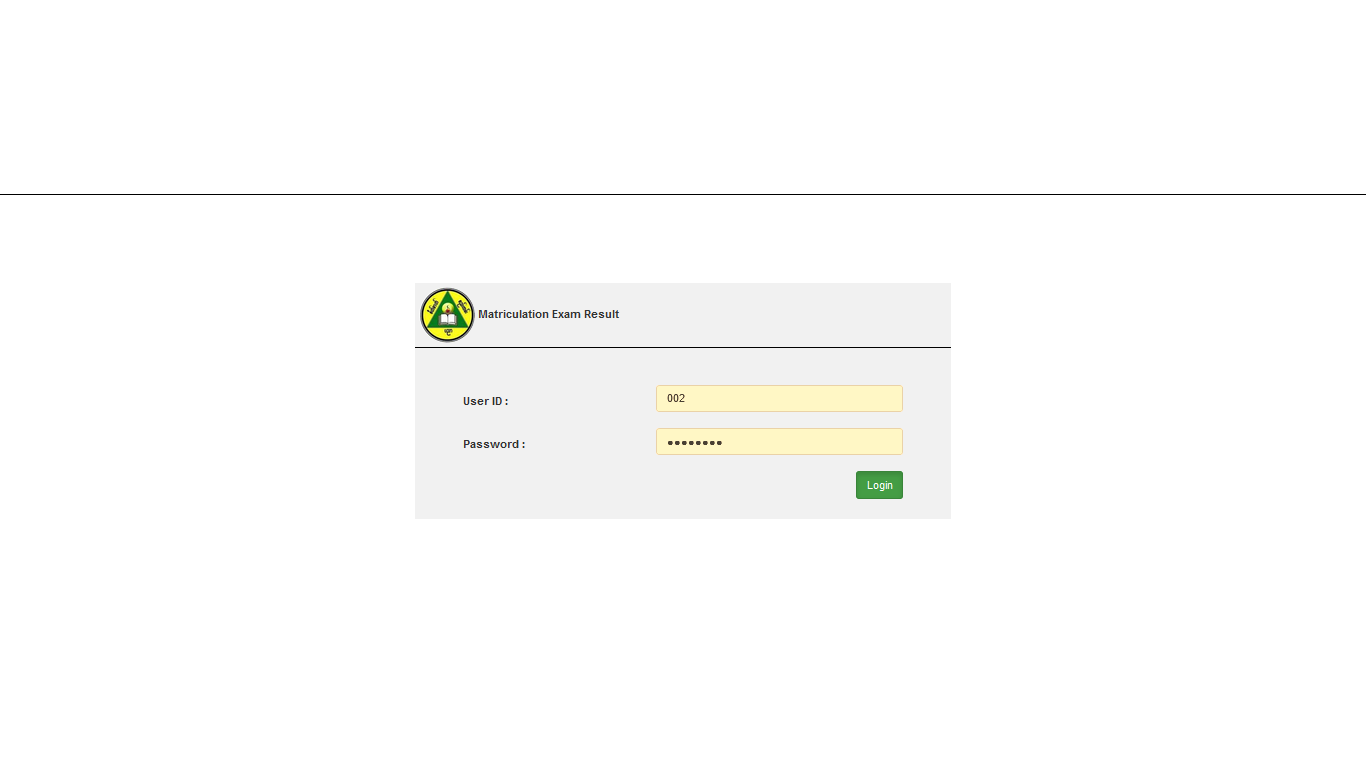 Matriculation Exam Result
User ID :
002
Password :
Login